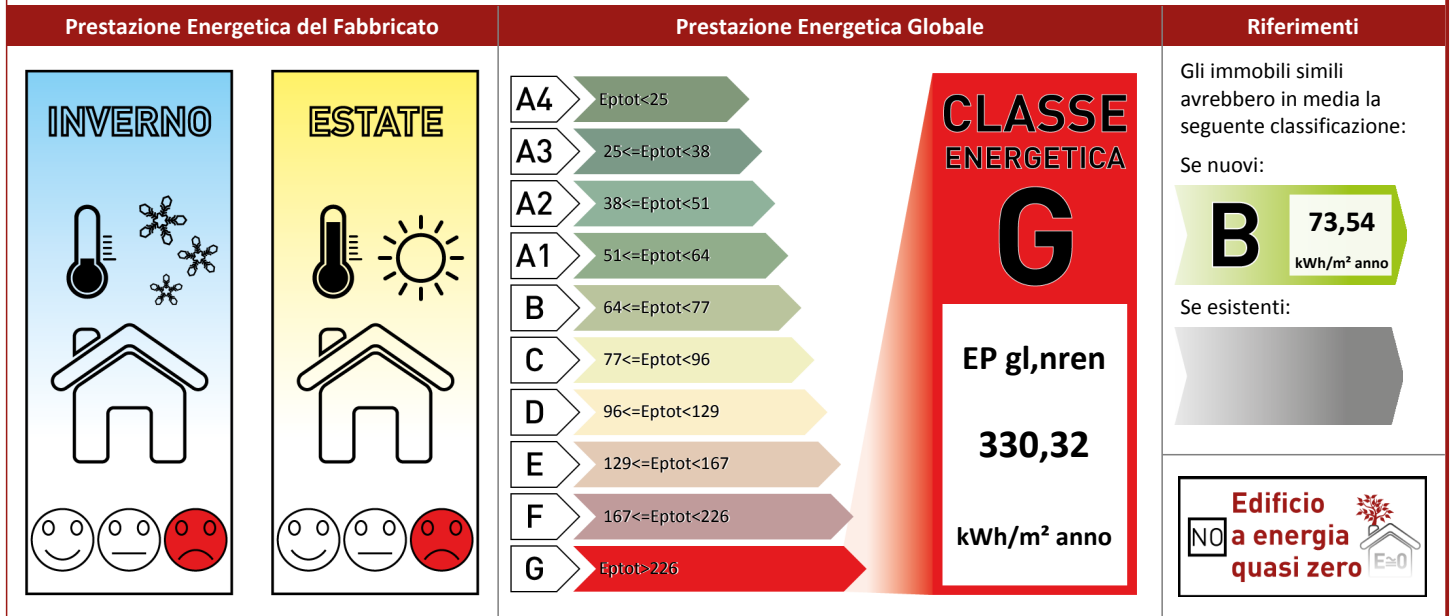 Prestazione Energetica del Fabbricato
Prestazione Energetica Globale
Riferimenti
INVERNO
ESTATE
A4
Eptot<25
A3
25<=Eptot<38
A2
38<=Eptot<51
A1
51<=Eptot<64
B
64<=Eptot<77
C
77<=Eptot<96
D
96<=Eptot<129
E
129<=Eptot<167
F
167<=Eptot<226
G
Eptot>226
CLASSE
ENERGETICA
G
EP gl,nren
330,32
kWh/m² anno
Gli immobili simili
avrebbero in media la
seguente classificazione:
Se nuovi:
B
73,54
kWh/m² anno
Se esistenti:
NO
Edificio
a energia
quasi zero
E≅0